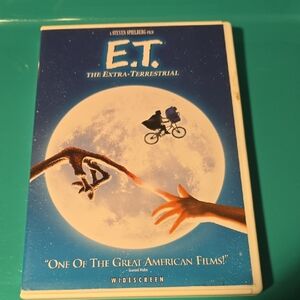 A STEVEN SPIELBERG FILM
E.T.
THE EXTRA-TERRESTRIAL
"ONE OF THE GREAT AMERICAN FILMS!"
WIDESCREEN